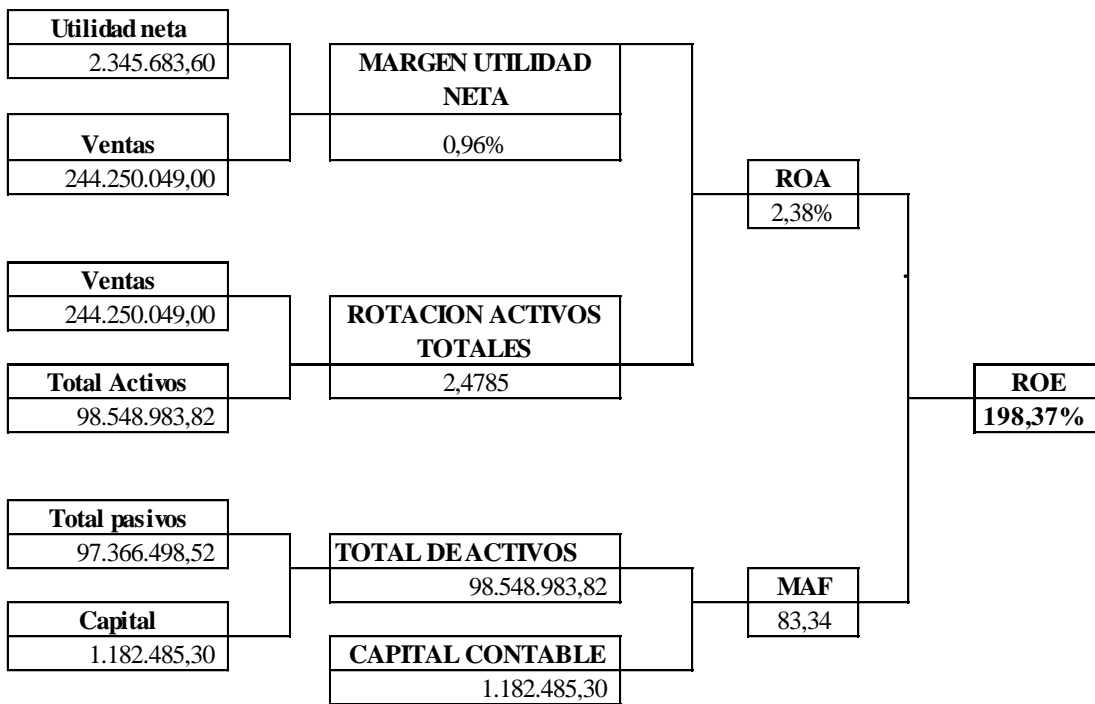 Utilidad neta
2.345.683,60
MARGEN UTILIDAD
NETA
Ventas
0,96%
244.250.049,00
ROA
2,38%
Ventas
244.250.049,00
ROTACION ACTIVOS
TOTALES
Total Activos
2,4785
98.548.983,82
ROE
198,37%
Total pasivos
97.366.498,52
TOTAL DE ACTIVOS
98.548.983,82
MAF
83,34
Capital
1.182.485,30
CAPITAL CONTABLE
1.182.485,30